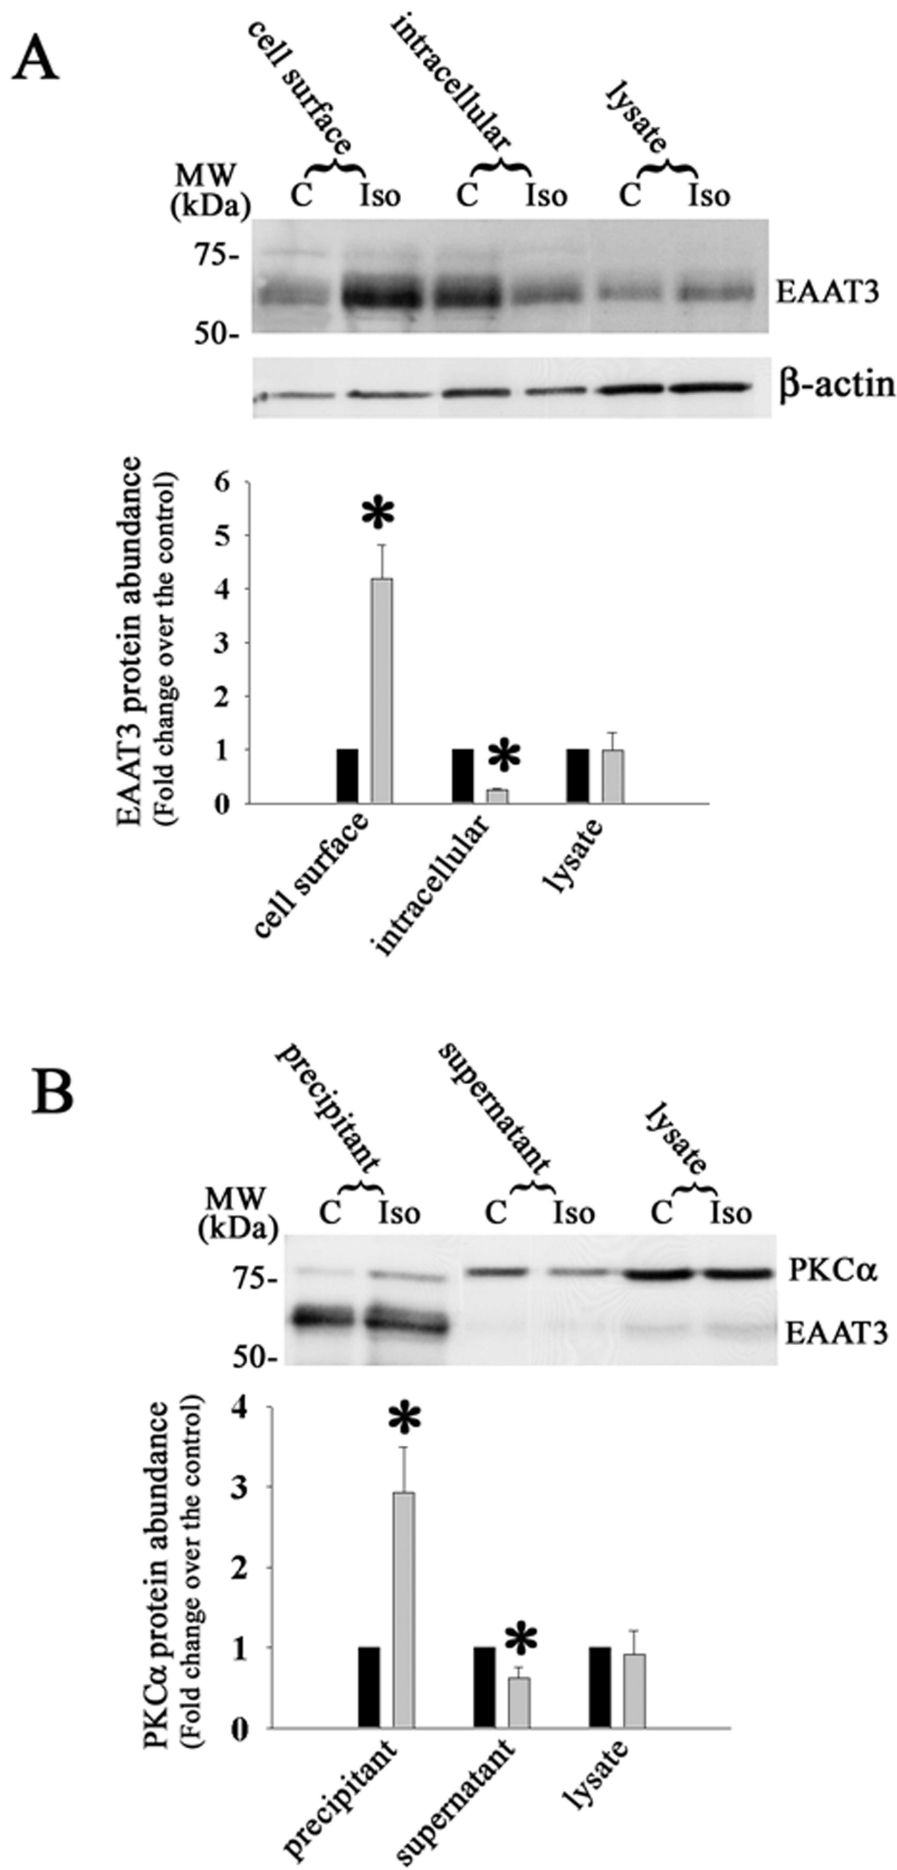 A
cell surface
intracellular
lysate
MW
(kDa)
C Iso C Iso C Iso
75-
EAAT3
50-
β-actin
EAAT3 protein abundance
(Fold change over the control)
6
5
4
3
2
1
0
*
*
cell surface
intracellular
lysate
B
precipitant
supernatant
lysate
MW
(kDa)
C Iso C Iso C Iso
75-
PKCα
EAAT3
50-
PKCα protein abundance
(Fold change over the control)
4
3
2
1
0
*
*
precipitant
supernatant
lysate